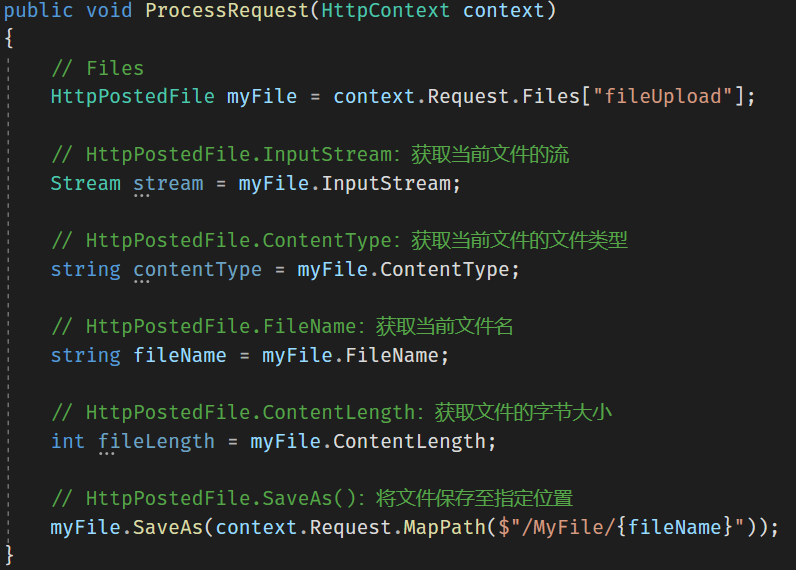 public void ProcessRequest(HttpContext context)
{
// Files
HttpPostedFile myFile = context.Request.Files["fileUpload"];
// HttpPostedFile.InputStream：获取当前文件的流
Stream stream = myFile.InputStream;
// HttpPostedFile.ContentType：获取当前文件的文件类型
string contentType = myFile.ContentType;
// HttpPostedFile.FileName：获取当前文件名
string fileName = myFile.FileName;
// HttpPostedFile.ContentLength：获取文件的字节大小
int fileLength = myFile.ContentLength;
// HttpPostedFile.SaveAs()：将文件保存至指定位置
myFile.SaveAs(context.Request.MapPath($"/MyFile/{fileName}"));
}